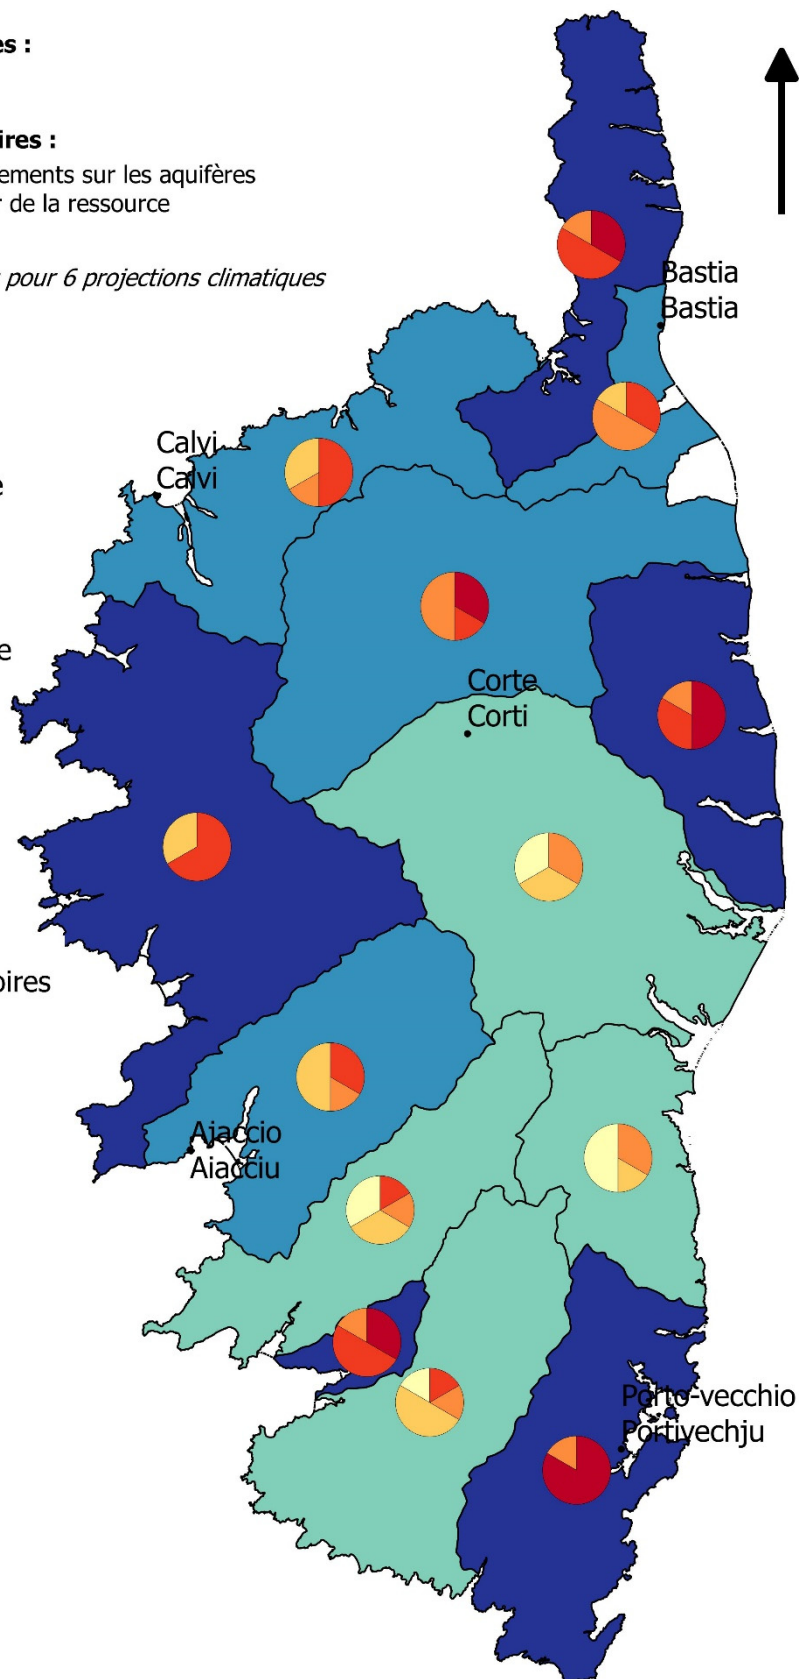 es :
ires :
ements sur les aquifères
r de la ressource
pour 6 projections climatiques
Bastia
Bastia
Calvi
Calvi
e
e
Corte
Corti
oires
Ajaccio
Aiacciu
Porto-vecchio
Portivechju